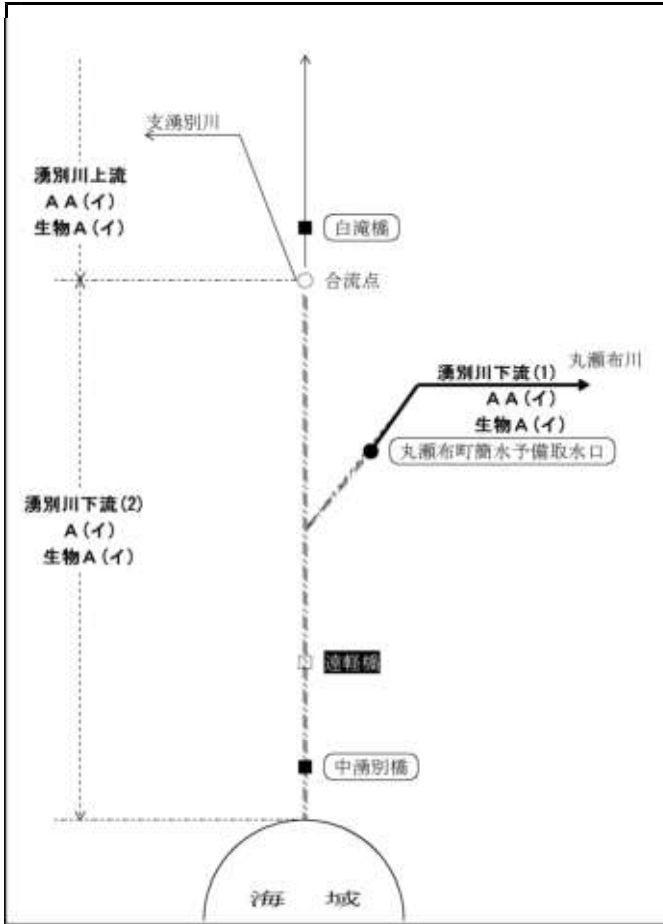 支湧別川
湧別川上流
AA(イ)
生物A(イ)
白滝橋
合流点
丸瀬布川
湧別川下流(1)
AA(イ)
生物A(イ)
丸瀬布町簡水予備取水口
湧別川下流(2)
A(イ)
生物A(イ)
遠軽橋
中湧別橋
海 域